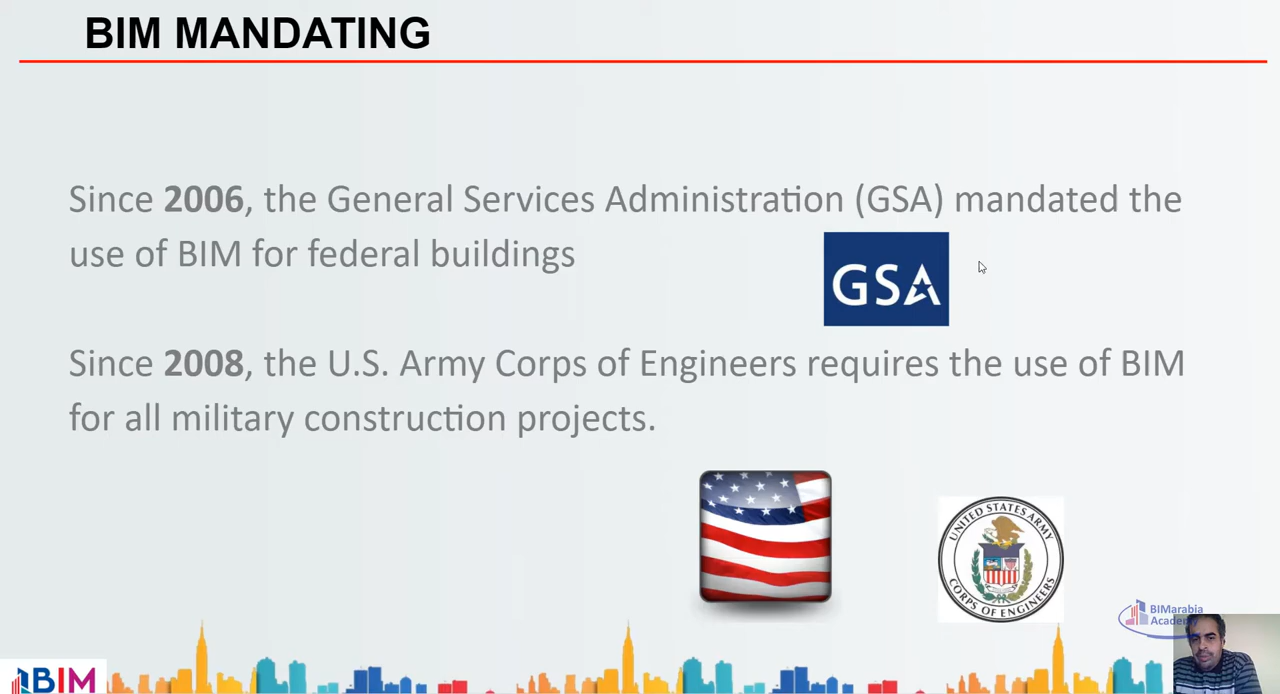 BIM MANDATING
Since 2006, the General Services Administration (GSA) mandated the
use of BIM for federal buildings
GSA
Since 2008, the U.S. Army Corps of Engineers requires the use of BIM
for all military construction projects.
UNITED STATES ARMY
CORPS OF ENGINEERS
BIMarabia
Academy
BIM